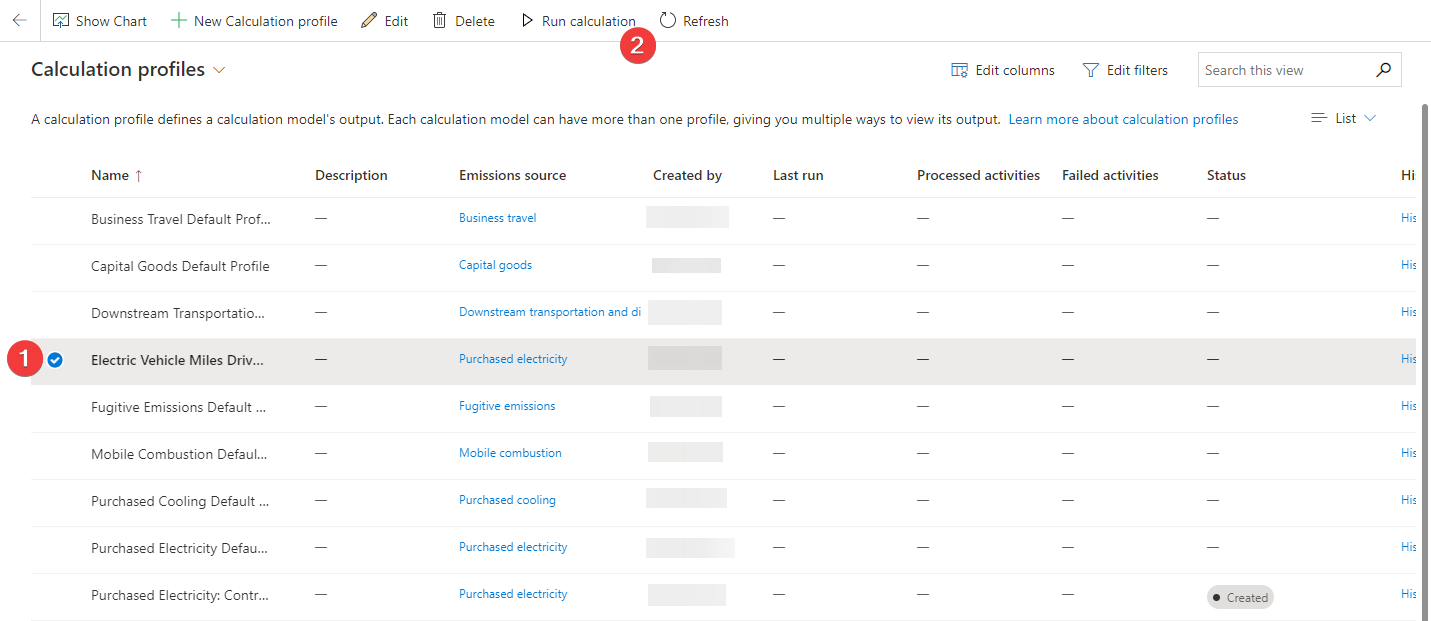 Show Chart New Calculation profile Edit Delete Run calculation Refresh
2
Calculation profiles Edit columns Edit filters Search this view
A calculation profile defines a calculation model's output. Each calculation model can have more than one profile, giving you multiple ways to view its output. Learn more about calculation profiles List
Name ↑ Description Emissions source Created by Last run Processed activities Failed activities Status Hi
Business Travel Default Prof... — Business travel — — — — His
Capital Goods Default Profile — Capital goods — — — — His
Downstream Transportatio... — Downstream transportation and di — — — — His
1 Electric Vehicle Miles Driv... — Purchased electricity — — — — His
Fugitive Emissions Default ... — Fugitive emissions — — — — His
Mobile Combustion Defaul... — Mobile combustion — — — — His
Purchased Cooling Default ... — Purchased cooling — — — — His
Purchased Electricity Defau... — Purchased electricity — — — — His
Purchased Electricity: Contr... — Purchased electricity — — — Created His